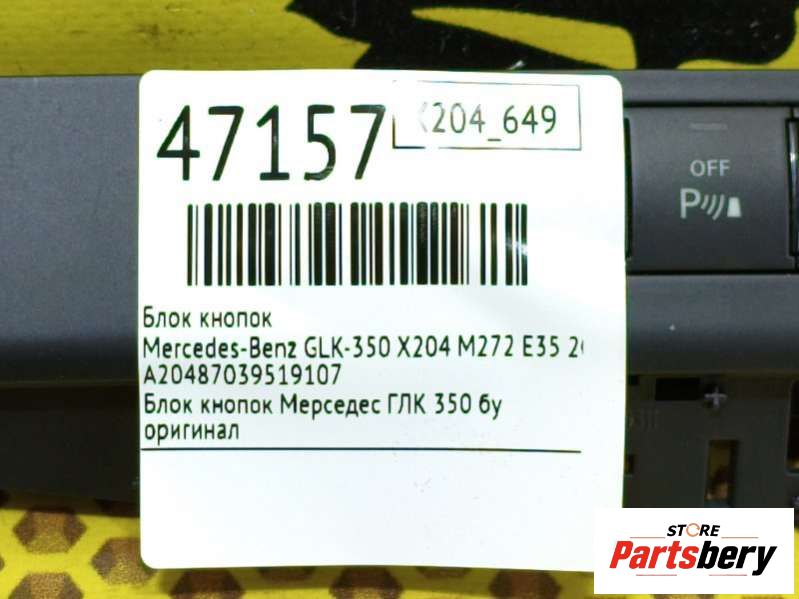 47157
X204_649
Блок кнопок
Mercedes-Benz GLK-350 X204 M272 E35
A20487039519107
Блок кнопок Мерседес ГЛК 350 бу
оригинал
OFF
P
STORE
Partsbery